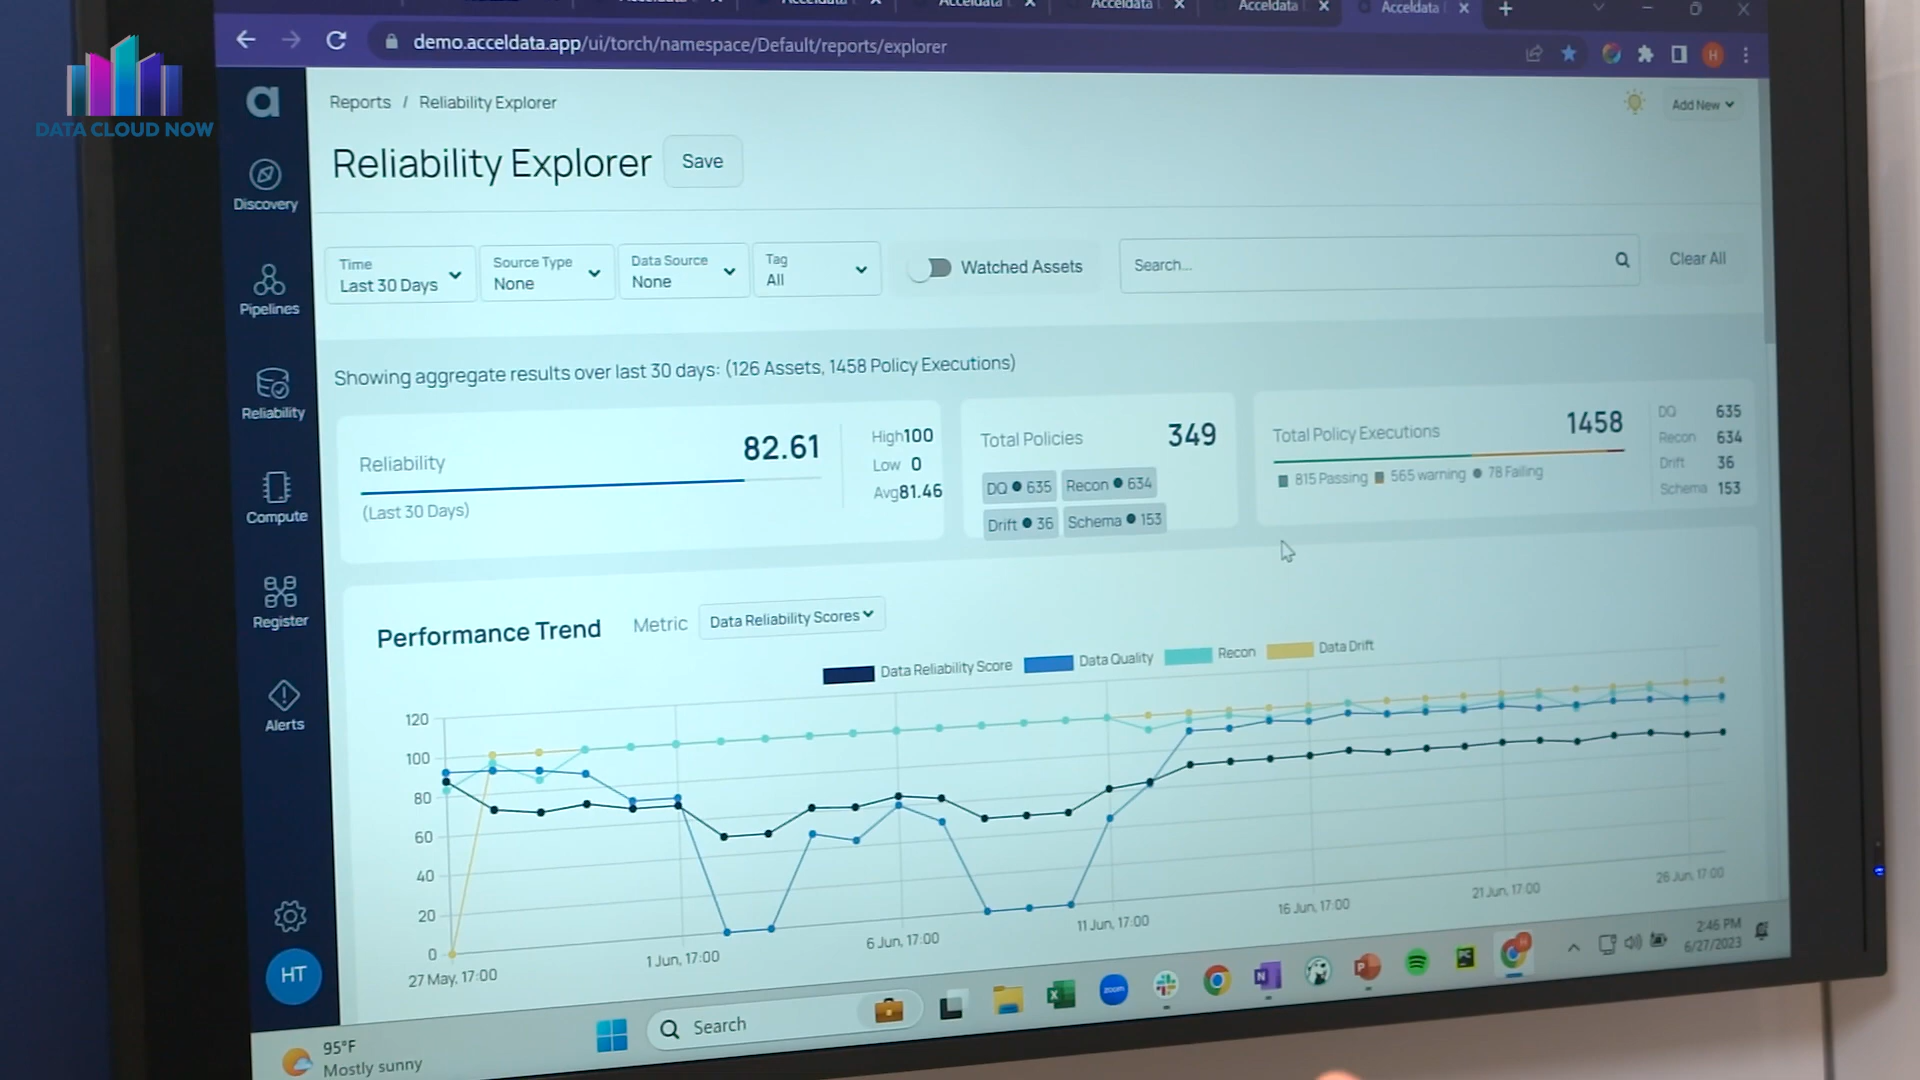 Acceldata
Acceldata
Acceldata
Acceldata
demo.acceldata.app/ui/torch/namespace/Default/reports/explorer
H
DATA CLOUD NOW
a
Reports / Reliability Explorer
Add New
Reliability Explorer
Save
Discovery
Pipelines
Reliability
Compute
Register
Alerts
HT
Time
Last 30 Days
Source Type
None
Data Source
None
Tag
All
Watched Assets
Search...
Clear All
Showing aggregate results over last 30 days: (126 Assets, 1458 Policy Executions)
Reliability
82.61
(Last 30 Days)
High 100
Low 0
Avg 81.46
Total Policies
349
DQ 635
Recon 634
Drift 36
Schema 153
Total Policy Executions
1458
815 Passing 565 warning 78 Failing
DQ 635
Recon 634
Drift 36
Schema 153
Performance Trend
Metric
Data Reliability Scores
Data Reliability Score
Data Quality
Recon
Data Drift
120
100
80
60
40
20
0
27 May, 17:00
1 Jun, 17:00
6 Jun, 17:00
11 Jun, 17:00
16 Jun, 17:00
21 Jun, 17:00
26 Jun, 17:00
95°F
Mostly sunny
Search
zoom
2:46 PM
6/27/2023